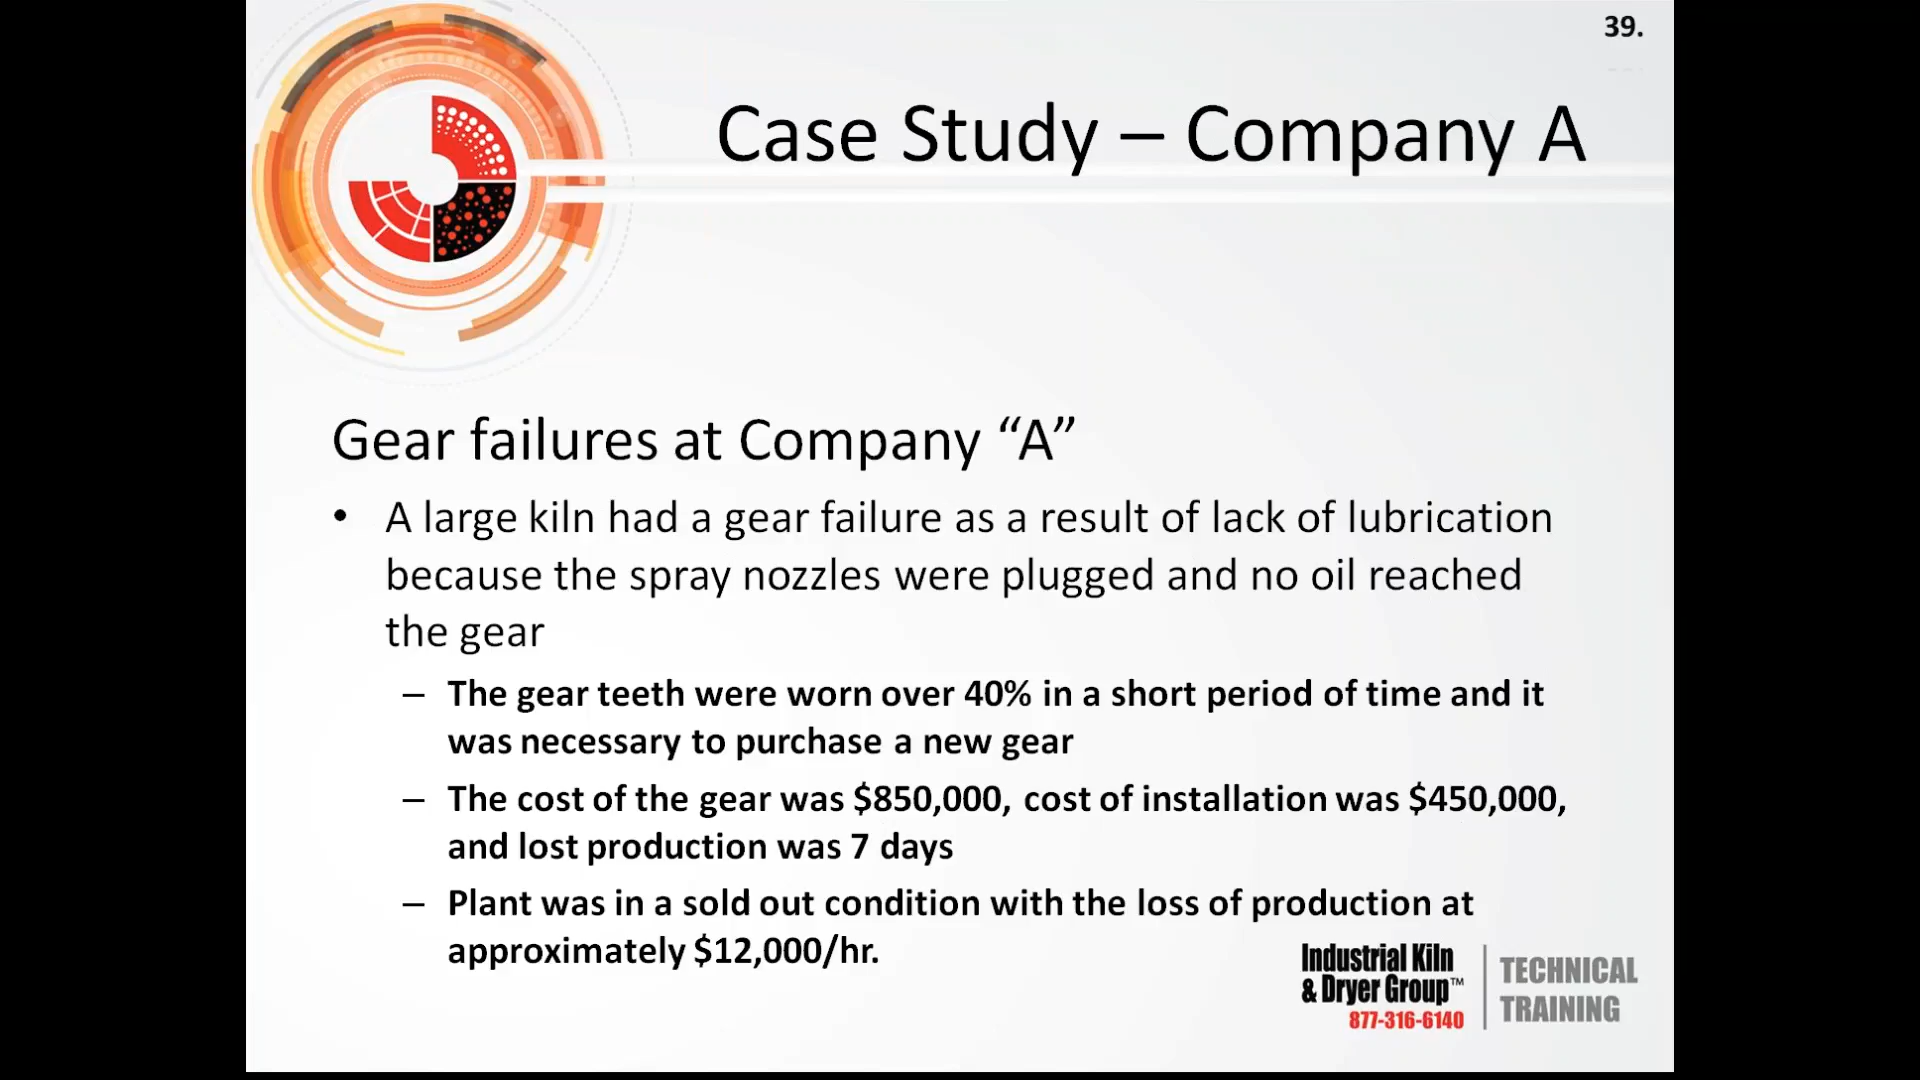 39.
Case Study – Company A
Gear failures at Company “A”
• A large kiln had a gear failure as a result of lack of lubrication
because the spray nozzles were plugged and no oil reached
the gear
– The gear teeth were worn over 40% in a short period of time and it
was necessary to purchase a new gear
– The cost of the gear was $850,000, cost of installation was $450,000,
and lost production was 7 days
– Plant was in a sold out condition with the loss of production at
approximately $12,000/hr.
Industrial Kiln
& Dryer Group™
877-316-6140
TECHNICAL
TRAINING